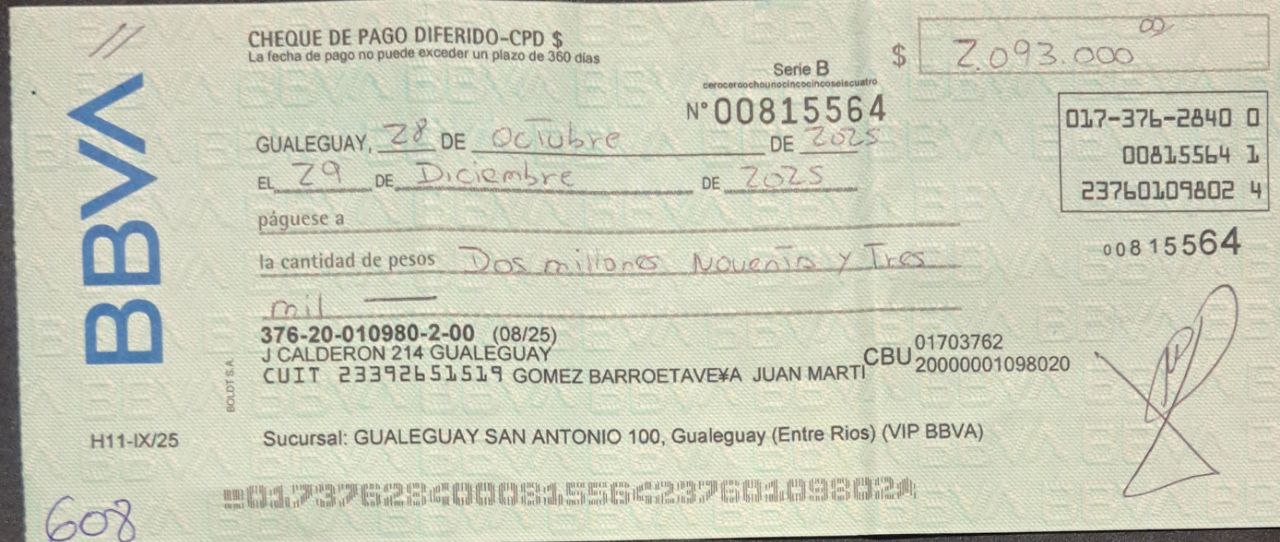 BBVA
CHEQUE DE PAGO DIFERIDO-CPD $
La fecha de pago no puede exceder un plazo de 360 días
$ 2.093.000 00
Serie B
ceroceroochounocincocincoseiscuatro
N° 00815564
017-376-2840 0
00815564 1
23760109802 4
GUALEGUAY, 28 DE Octubre DE 2025
EL 29 DE Diciembre DE 2025
páguese a
la cantidad de pesos Dos millones Noventa y Tres
mil
00815564
376-20-010980-2-00 (08/25)
J CALDERON 214 GUALEGUAY
CUIT 23392651519 GOMEZ BARROETAVE¥A JUAN MARTI
CBU 01703762
20000001098020
BOLDT S.A.
H11-IX/25
Sucursal: GUALEGUAY SAN ANTONIO 100, Gualeguay (Entre Rios) (VIP BBVA)
017376284000815564237601098024
608